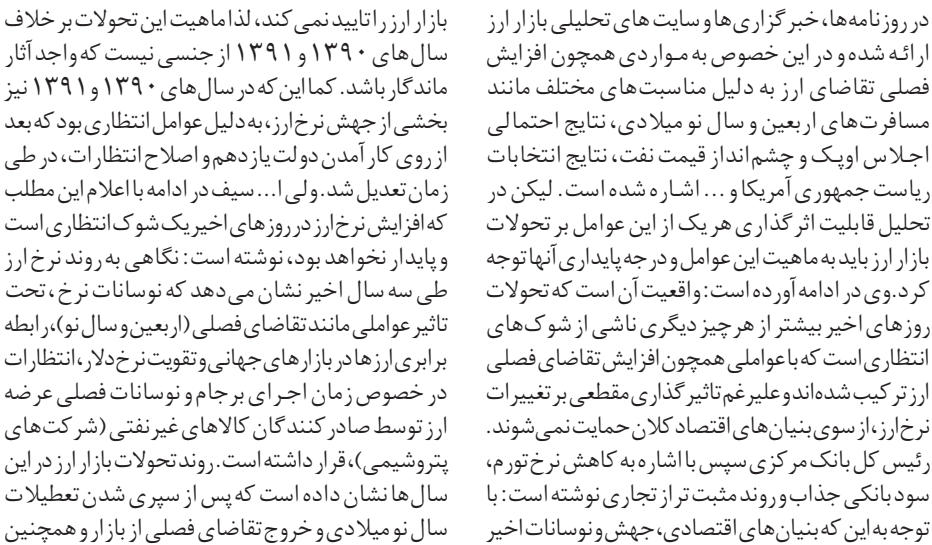 در روزنامه‌ها، خبرگزاری‌ها و سایت های تحلیلی بازار ارز
ارائه شده و در این خصوص به مواردی همچون افزایش
فصلی تقاضای ارز به دلیل مناسبت‌های مختلف مانند
مسافرت‌های اربعین و سال نو میلادی، نتایج احتمالی
اجلاس اوپک و چشم‌انداز قیمت نفت، نتایج انتخابات
ریاست جمهوری آمریکا و ... اشاره شده است. لیکن در
تحلیل قابلیت اثرگذاری هر یک از این عوامل بر تحولات
بازار ارز باید به ماهیت این عوامل و درجه پایداری آنها توجه
کرد. وی در ادامه آورده است: واقعیت آن است که تحولات
روزهای اخیر بیشتر از هر چیز دیگری ناشی از شوک‌های
انتظاری است که با عواملی همچون افزایش تقاضای فصلی
ارز ترکیب شده‌اند و علیرغم تاثیرگذاری مقطعی بر تغییرات
نرخ ارز، از سوی بنیان‌های اقتصاد کلان حمایت نمی شوند.
رئیس کل بانک مرکزی سپس با اشاره به کاهش نرخ تورم،
سود بانکی جذاب و روند مثبت تراز تجاری نوشته است: با
توجه به این که بنیان‌های اقتصادی، جهش و نوسانات اخیر
بازار ارز را تایید نمی کند، لذا ماهیت این تحولات بر خلاف
سال‌های ۱۳۹۰ و ۱۳۹۱ از جنسی نیست که واجد آثار
ماندگار باشد. کما این که در سال‌های ۱۳۹۰ و ۱۳۹۱ نیز
بخشی از جهش نرخ ارز، به دلیل عوامل انتظاری بود که بعد
از روی کار آمدن دولت یازدهم و اصلاح انتظارات، در طی
زمان تعدیل شد. ولی ا... سیف در ادامه با اعلام این مطلب
که افزایش نرخ ارز در روزهای اخیر یک شوک انتظاری است
و پایدار نخواهد بود، نوشته است: نگاهی به روند نرخ ارز
طی سه سال اخیر نشان می‌دهد که نوسانات نرخ، تحت
تاثیر عواملی مانند تقاضای فصلی (اربعین و سال نو)، رابطه
برابری ارزها در بازارهای جهانی و تقویت نرخ دلار، انتظارات
در خصوص زمان اجرای برجام و نوسانات فصلی عرضه
ارز توسط صادرکنندگان کالاهای غیرنفتی (شرکت‌های
پتروشیمی)، قرار داشته است. روند تحولات بازار ارز در این
سال‌ها نشان داده است که پس از سپری شدن تعطیلات
سال نو میلادی و خروج تقاضای فصلی از بازار و همچنین